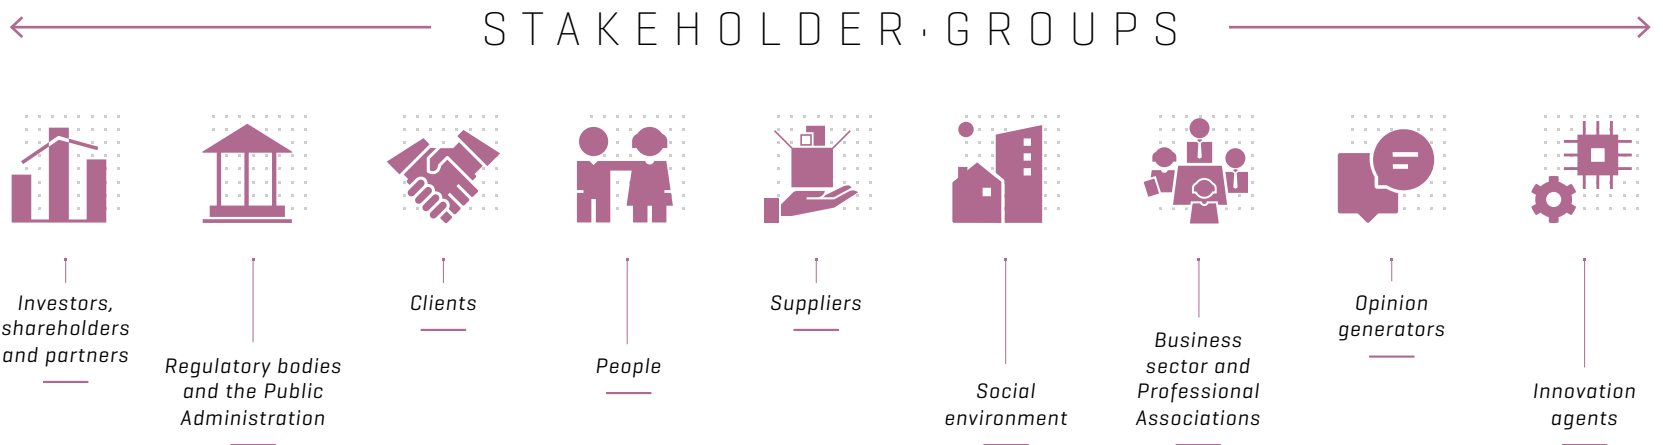 STAKEHOLDER GROUPS
Investors,
shareholders
and partners
Regulatory bodies
and the Public
Administration
Clients
People
Suppliers
Social
environment
Business
sector and
Professional
Associations
Opinion
generators
Innovation
agents